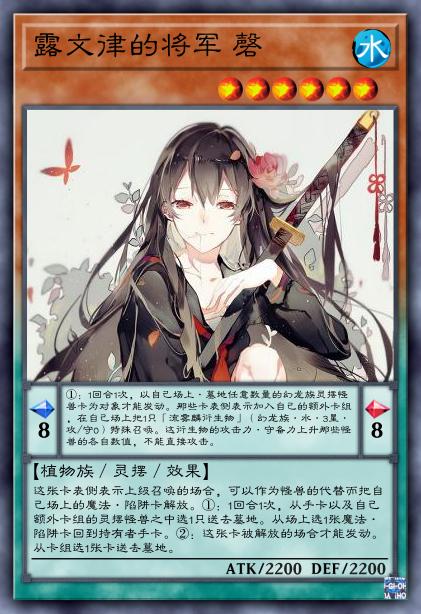 露文律的将军 磬
水
①：1回合1次，以自己场上·墓地任意数量的幻龙族灵摆怪
兽卡为对象才能发动。那些卡表侧表示加入自己的额外卡组，
在自己场上把1只「流雾麟衍生物」（幻龙族·水·3星·
攻/守0）特殊召唤。这衍生物的攻击力·守备力上升那些怪
兽的各自数值，不能直接攻击。
8
8
【植物族／灵摆／效果】
这张卡表侧表示上级召唤的场合，可以作为怪兽的代替而把自
己场上的魔法·陷阱卡解放。①：1回合1次，从手卡以及自己
额外卡组的灵摆怪兽之中选1只送去墓地。从场上选1张魔法·
陷阱卡回到持有者手卡。②：这张卡被解放的场合才能发动。
从卡组选1张卡送去墓地。
ATK/2200 DEF/2200